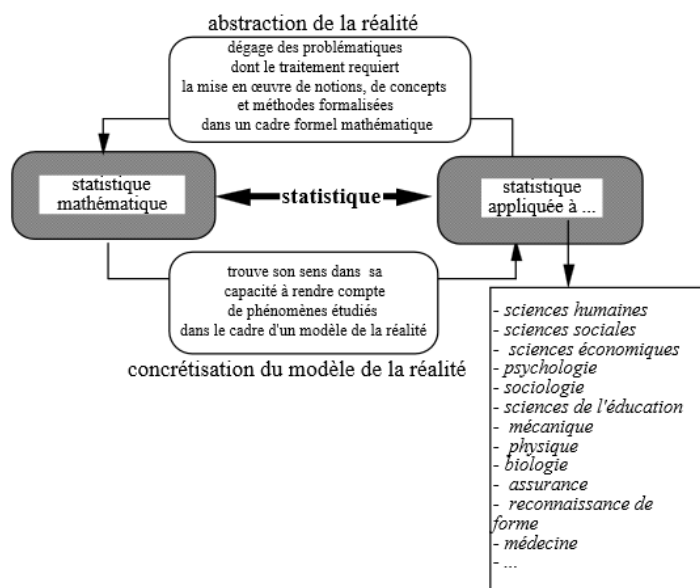 abstraction de la réalité
dégage des problématiques
dont le traitement requiert
la mise en œuvre de notions, de concepts
et méthodes formalisées
dans un cadre formel mathématique
statistique
mathématique
statistique
statistique
appliquée à ...
trouve son sens dans sa
capacité à rendre compte
de phénomènes étudiés
dans le cadre d'un modèle de la réalité
concrétisation du modèle de la réalité
- sciences humaines
- sciences sociales
- sciences économiques
- psychologie
- sociologie
- sciences de l'éducation
- mécanique
- physique
- biologie
- assurance
- reconnaissance de
forme
- médecine
- ...